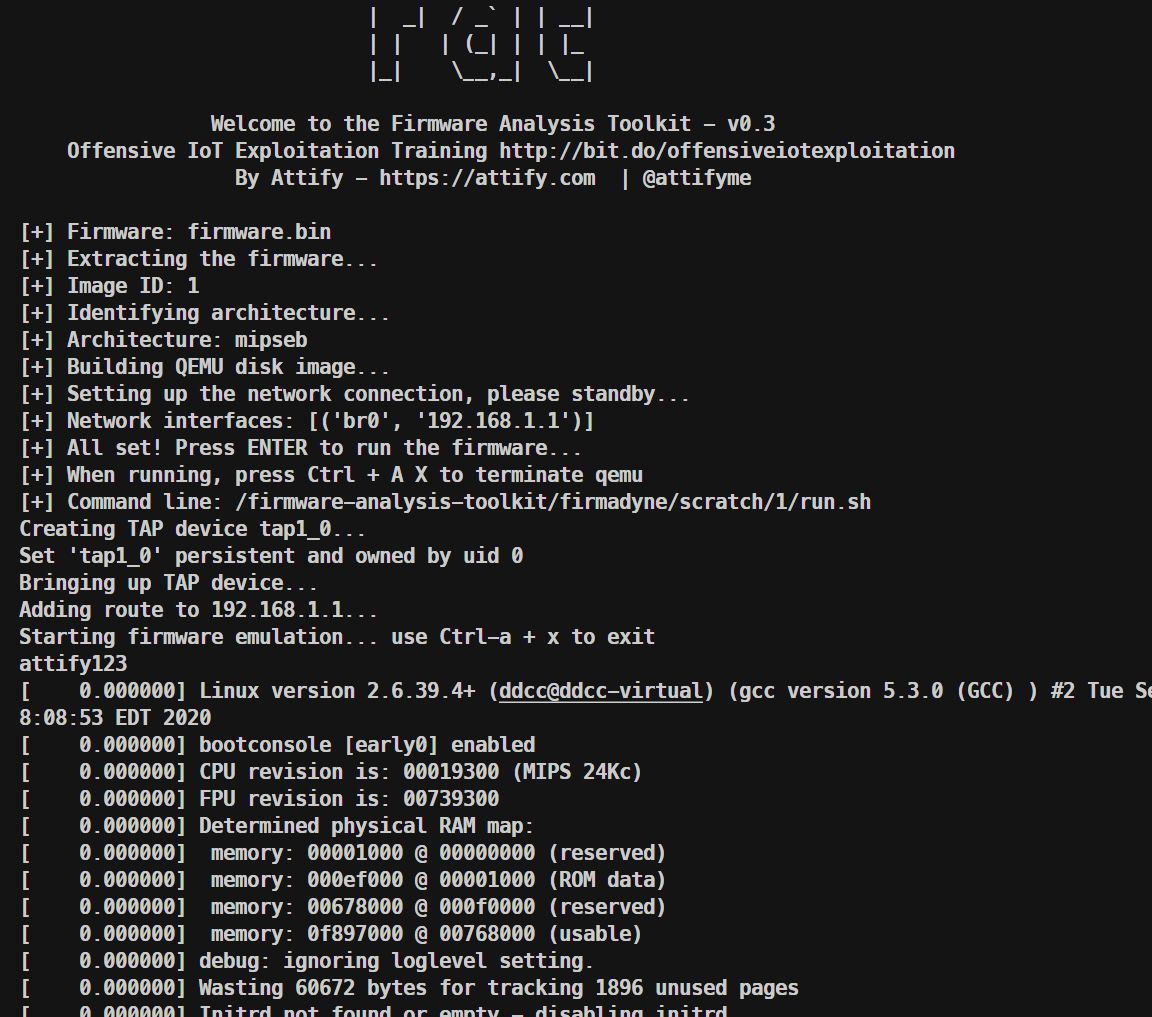 |  _|  / _` | | __|
| |   | (_| | | |_
|_|    \__,_|  \__|
Welcome to the Firmware Analysis Toolkit - v0.3
Offensive IoT Exploitation Training http://bit.do/offensiveiotexploitation
By Attify - https://attify.com  | @attifyme
[+] Firmware: firmware.bin
[+] Extracting the firmware...
[+] Image ID: 1
[+] Identifying architecture...
[+] Architecture: mipseb
[+] Building QEMU disk image...
[+] Setting up the network connection, please standby...
[+] Network interfaces: [('br0', '192.168.1.1')]
[+] All set! Press ENTER to run the firmware...
[+] When running, press Ctrl + A X to terminate qemu
[+] Command line: /firmware-analysis-toolkit/firmadyne/scratch/1/run.sh
Creating TAP device tap1_0...
Set 'tap1_0' persistent and owned by uid 0
Bringing up TAP device...
Adding route to 192.168.1.1...
Starting firmware emulation... use Ctrl-a + x to exit
attify123
[    0.000000] Linux version 2.6.39.4+ (ddcc@ddcc-virtual) (gcc version 5.3.0 (GCC) ) #2 Tue Se
8:08:53 EDT 2020
[    0.000000] bootconsole [early0] enabled
[    0.000000] CPU revision is: 00019300 (MIPS 24Kc)
[    0.000000] FPU revision is: 00739300
[    0.000000] Determined physical RAM map:
[    0.000000]  memory: 00001000 @ 00000000 (reserved)
[    0.000000]  memory: 000ef000 @ 00001000 (ROM data)
[    0.000000]  memory: 00678000 @ 000f0000 (reserved)
[    0.000000]  memory: 0f897000 @ 00768000 (usable)
[    0.000000] debug: ignoring loglevel setting.
[    0.000000] Wasting 60672 bytes for tracking 1896 unused pages
[    0.000000] Initrd not found or empty - disabling initrd